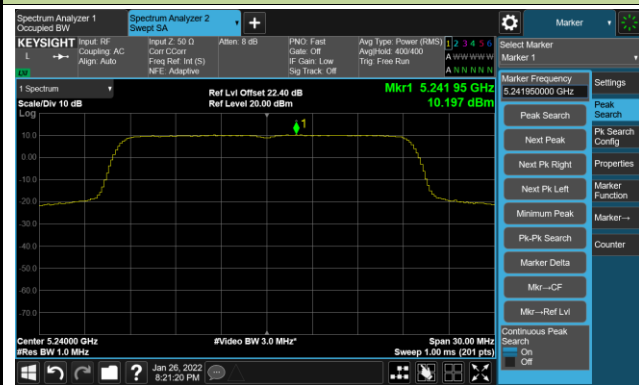 Spectrum Analyzer 1
Occupied BW
Spectrum Analyzer 2
Swept SA
Marker
KEYSIGHT
L
Input: RF
Coupling: AC
Align: Auto
Input Z: 50 Ω
Corr CCorr
Freq Ref: Int (S)
NFE: Adaptive
Atten: 8 dB
PNO: Fast
Gate: Off
IF Gain: Low
Sig Track: Off
Avg Type: Power (RMS)
Avg|Hold: 400/400
Trig: Free Run
1 2 3 4 5 6
A W W W W W
A N N N N N
Select Marker
Marker 1
1 Spectrum
Scale/Div 10 dB
Log
Ref Lvl Offset 22.40 dB
Ref Level 20.00 dBm
Mkr1 5.241 95 GHz
10.197 dBm
1
10.0
0.00
-10.0
-20.0
-30.0
-40.0
-50.0
-60.0
-70.0
Center 5.24000 GHz
#Res BW 1.0 MHz
#Video BW 3.0 MHz*
Span 30.00 MHz
Sweep 1.00 ms (201 pts)
Marker Frequency
5.241950000 GHz
Peak Search
Next Peak
Next Pk Right
Next Pk Left
Minimum Peak
Pk-Pk Search
Marker Delta
Mkr→CF
Mkr→Ref Lvl
Continuous Peak
Search
On
Off
Settings
Peak
Search
Pk Search
Config
Properties
Marker
Function
Marker→
Counter
?
Jan 26, 2022
8:21:20 PM